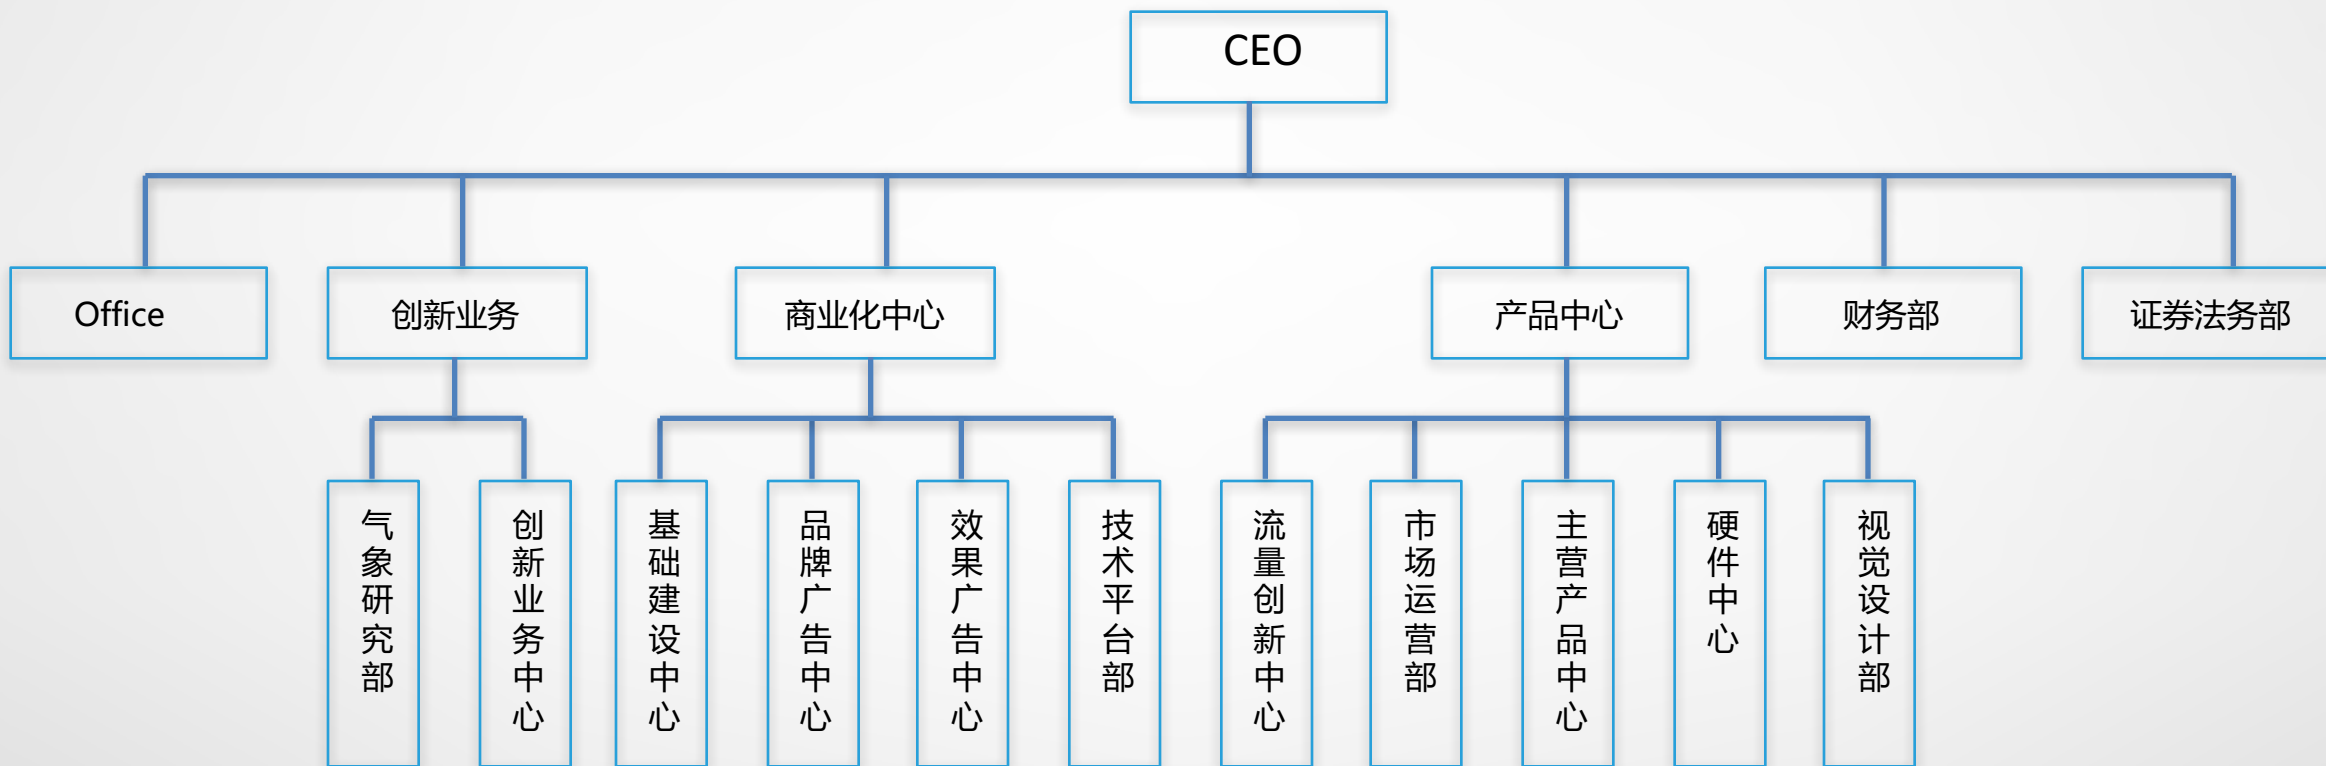 CEO
Office
创新业务
商业化中心
产品中心
财务部
证券法务部
气象研究部
创新业务中心
基础建设中心
品牌广告中心
效果广告中心
技术平台部
流量创新中心
市场运营部
主营产品中心
硬件中心
视觉设计部